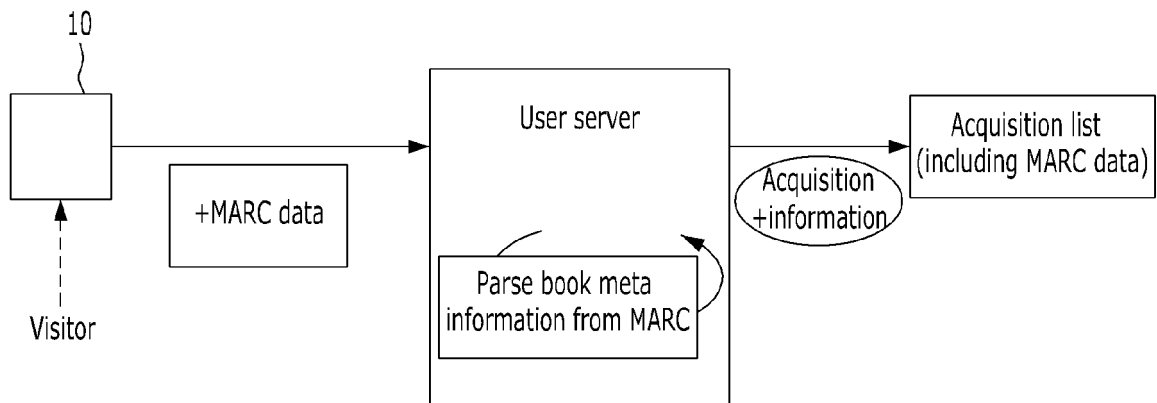 10
User server
Acquisition list
(including MARC data)
+MARC data
Acquisition
+information
Parse book meta
information from MARC
Visitor